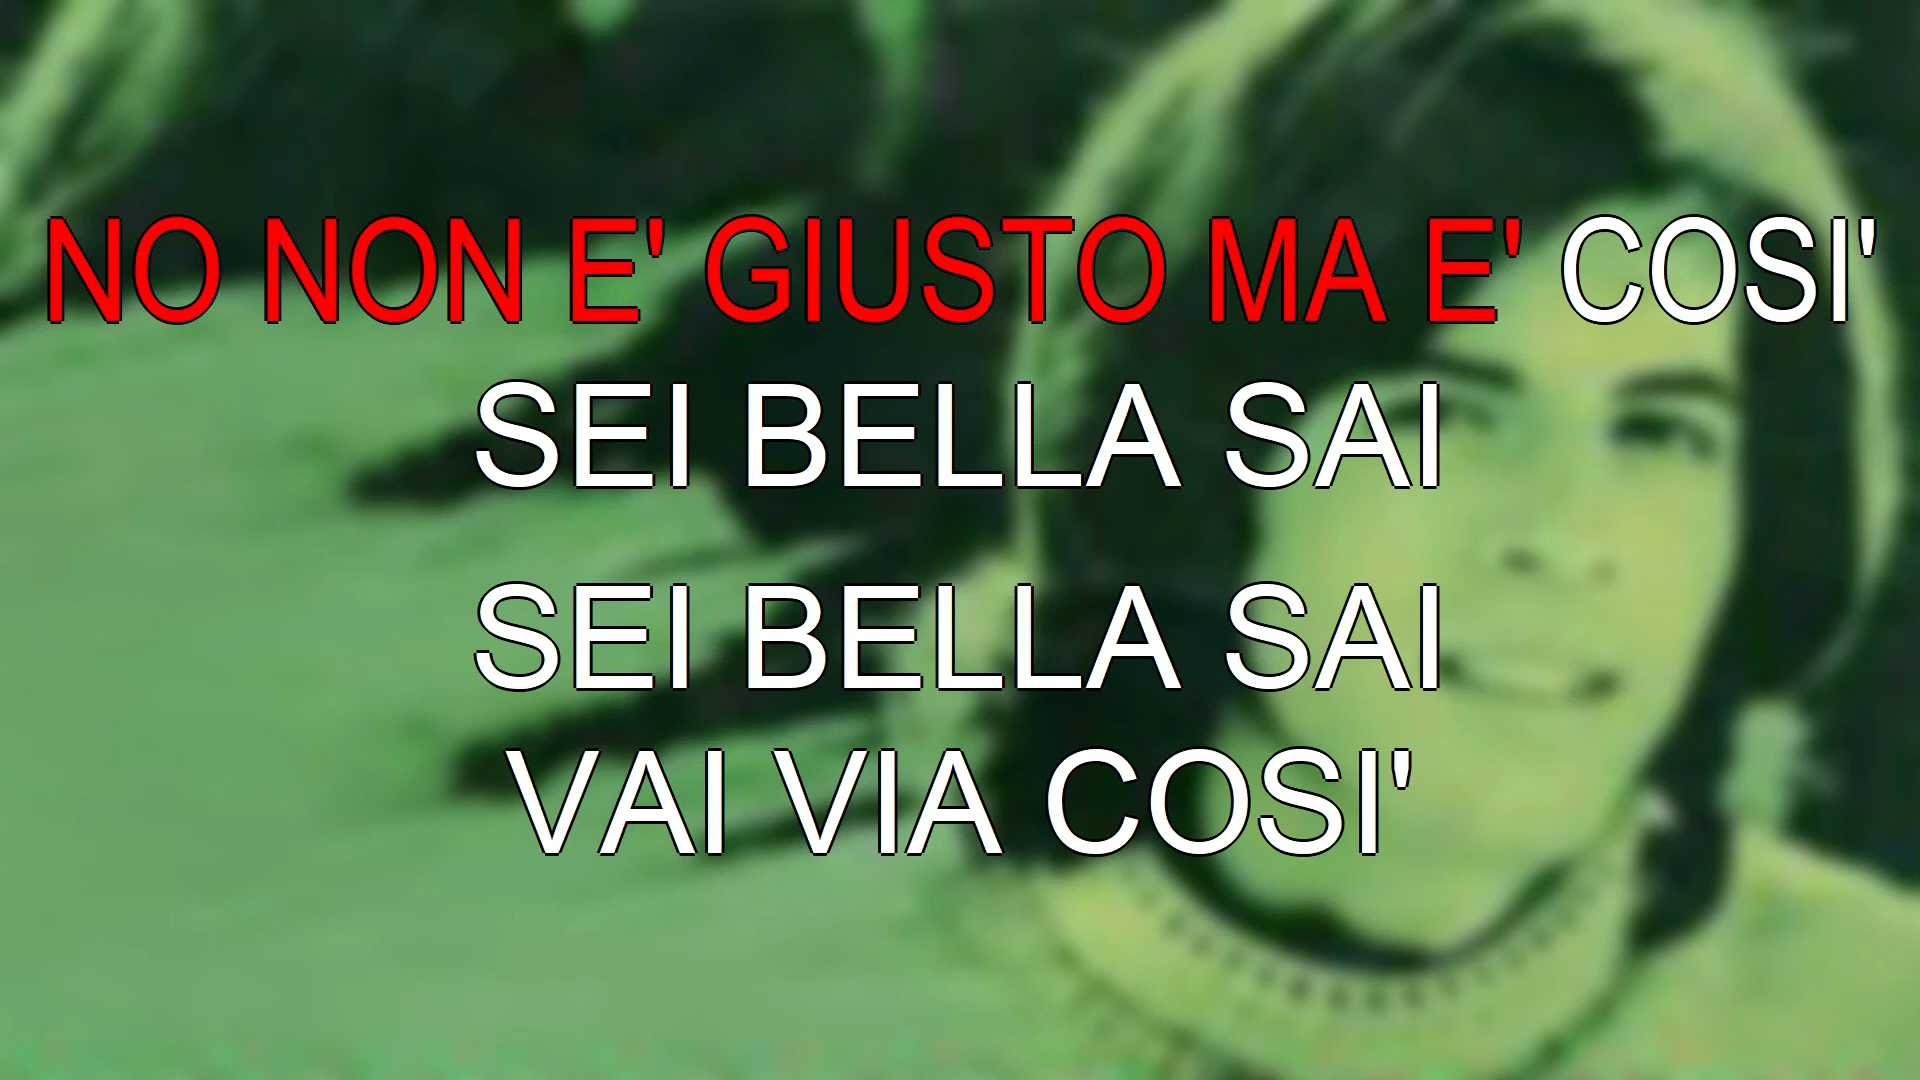 NO NON E' GIUSTO MA E' COSI'
SEI BELLA SAI
SEI BELLA SAI
VAI VIA COSI'